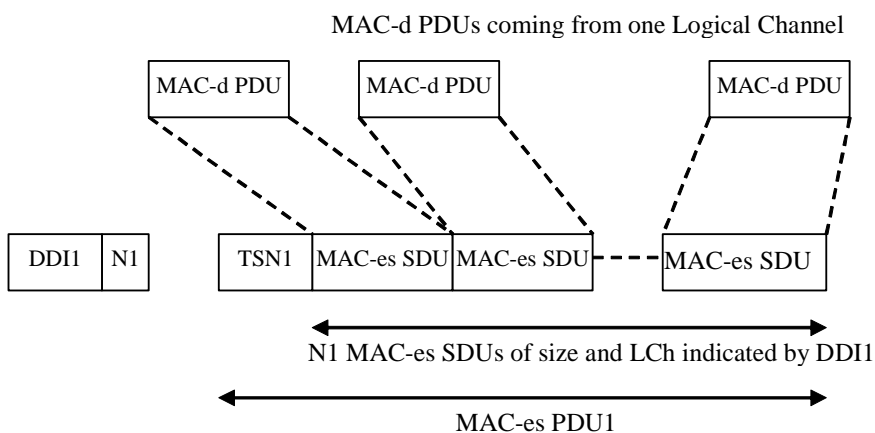 MAC-d PDUs coming from one Logical Channel
MAC-d PDU MAC-d PDU MAC-d PDU
DDI1 N1 TSN1 MAC-es SDU MAC-es SDU MAC-es SDU
N1 MAC-es SDUs of size and LCh indicated by DDI1
MAC-es PDU1